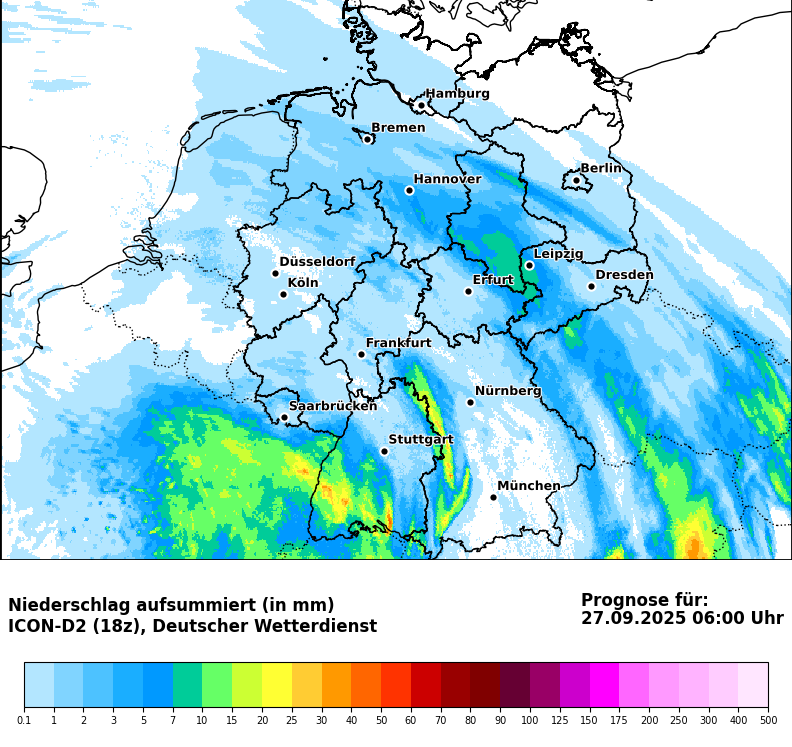 Hamburg
Bremen
Berlin
Hannover
Leipzig
Düsseldorf
Dresden
Erfurt
Köln
Frankfurt
Nürnberg
Saarbrücken
Stuttgart
München
Niederschlag aufsummiert (in mm)
ICON-D2 (18z), Deutscher Wetterdienst
Prognose für:
27.09.2025 06:00 Uhr
0.1 1 2 3 5 7 10 15 20 25 30 40 50 60 70 80 90 100 125 150 175 200 250 300 400 500